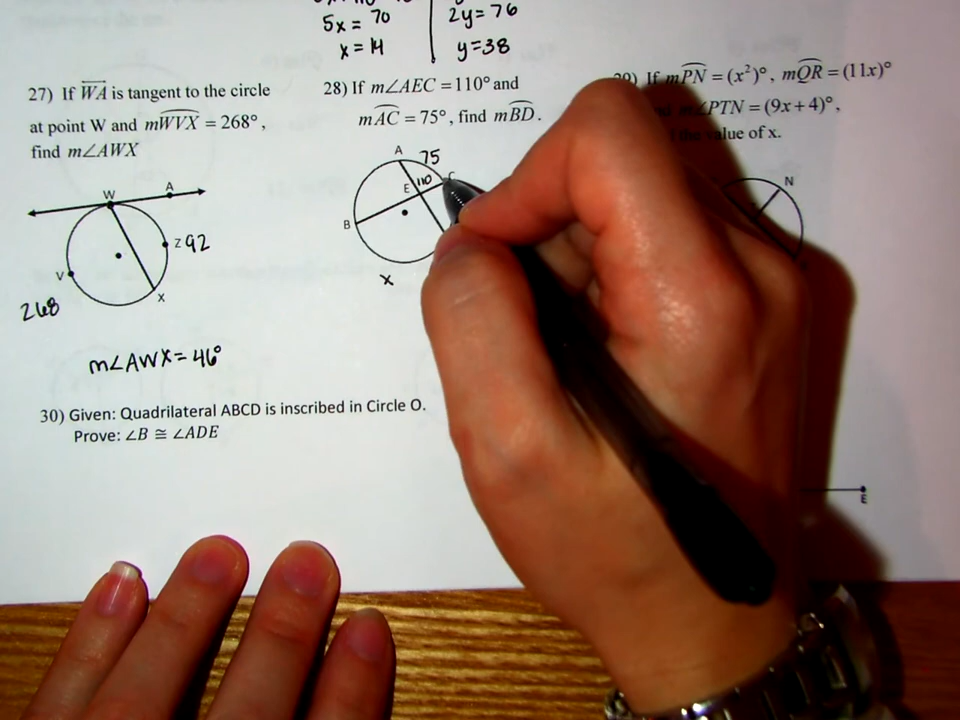 5x = 70
x = 14
2y = 76
y = 38
27) If WA is tangent to the circle
at point W and mWVX = 268°,
find m∠AWX
W
A
V
Z 92
X
268
m∠AWX = 46°
28) If m∠AEC = 110° and
mAC = 75°, find mBD.
A
75
E
110
C
B
x
If mPN = (x²)°, mQR = (11x)°
m∠PTN = (9x+4)°,
value of x.
N
30) Given: Quadrilateral ABCD is inscribed in Circle O.
Prove: ∠B ≅ ∠ADE
E